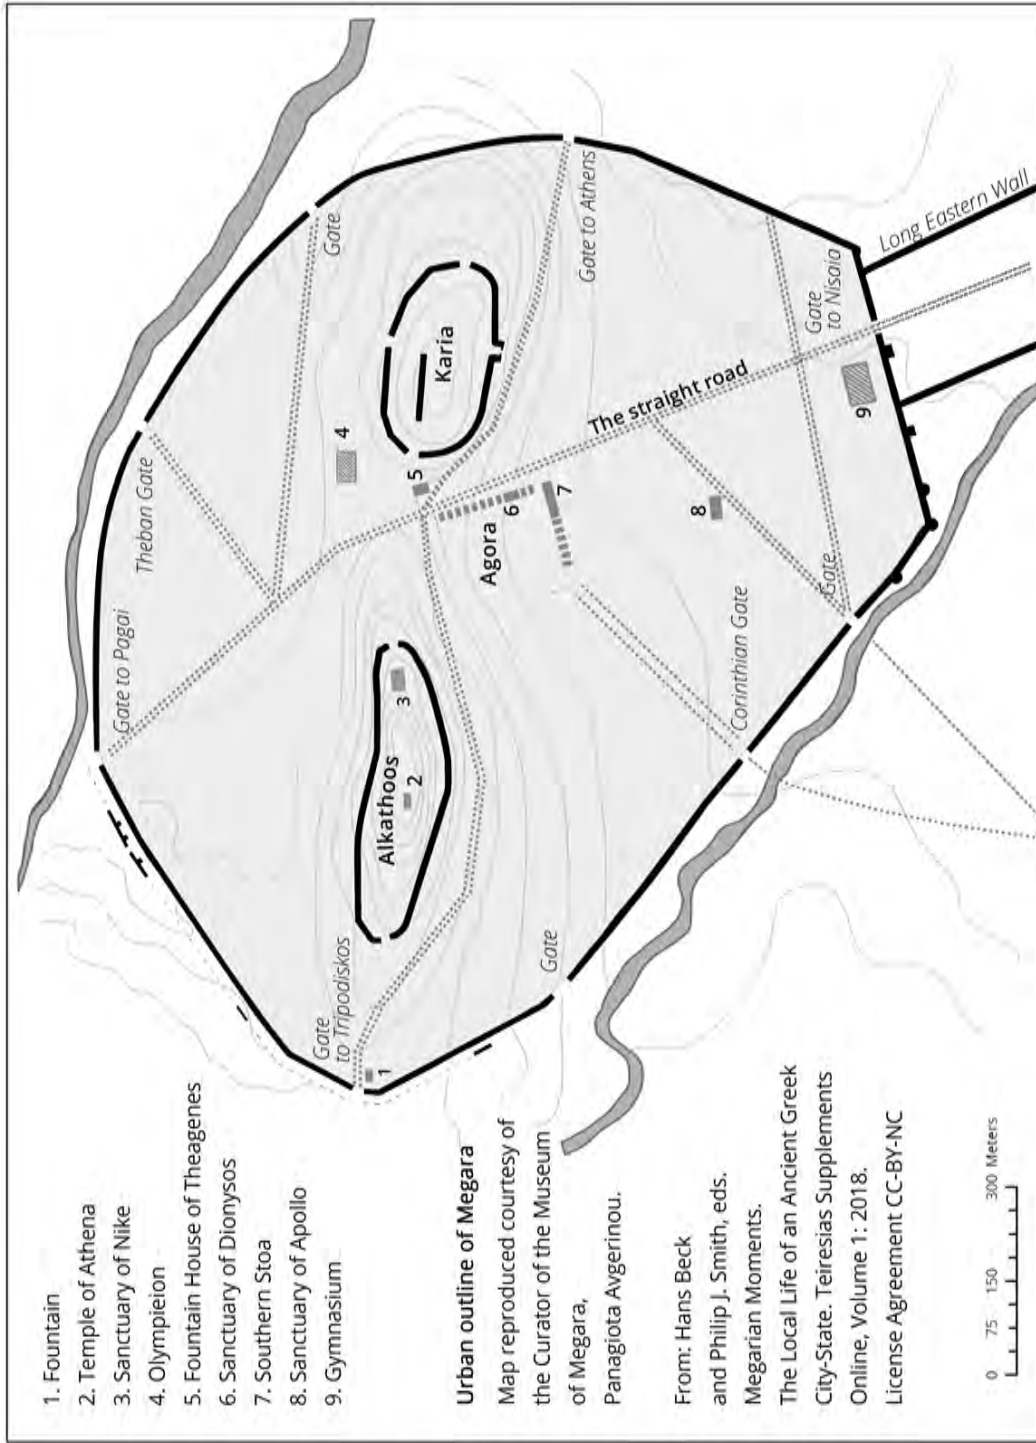 1. Fountain
2. Temple of Athena
3. Sanctuary of Nike
4. Olympieion
5. Fountain House of Theagenes
6. Sanctuary of Dionysos
7. Southern Stoa
8. Sanctuary of Apollo
9. Gymnasium
Urban outline of Megara
Map reproduced courtesy of
the Curator of the Museum
of Megara,
Panagiota Avgerinou.
From: Hans Beck
and Philip J. Smith, eds.
Megarian Moments.
The Local Life of an Ancient Greek
City-State. Teiresias Supplements
Online, Volume 1: 2018.
License Agreement CC-BY-NC
0 75 150 300 Meters
Gate to Pagai
Theban Gate
Gate
Gate
to Tripodiskos
1
Alkathoos
2
3
4
5
Karia
Agora
6
7
Gate to Athens
The straight road
8
9
Gate
Corinthian Gate
Gate
Gate
to Nisaia
Long Eastern Wall